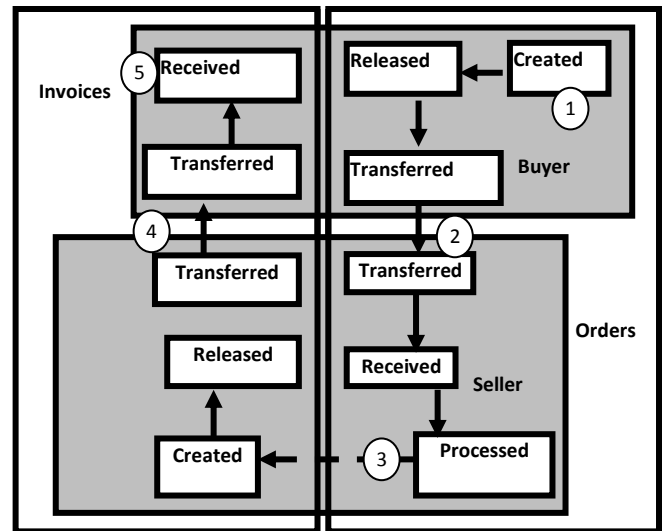 5
Received
Released
Created
Invoices
1
Transferred
Transferred
Buyer
4
2
Transferred
Transferred
Orders
Released
Received
Seller
Created
3
Processed